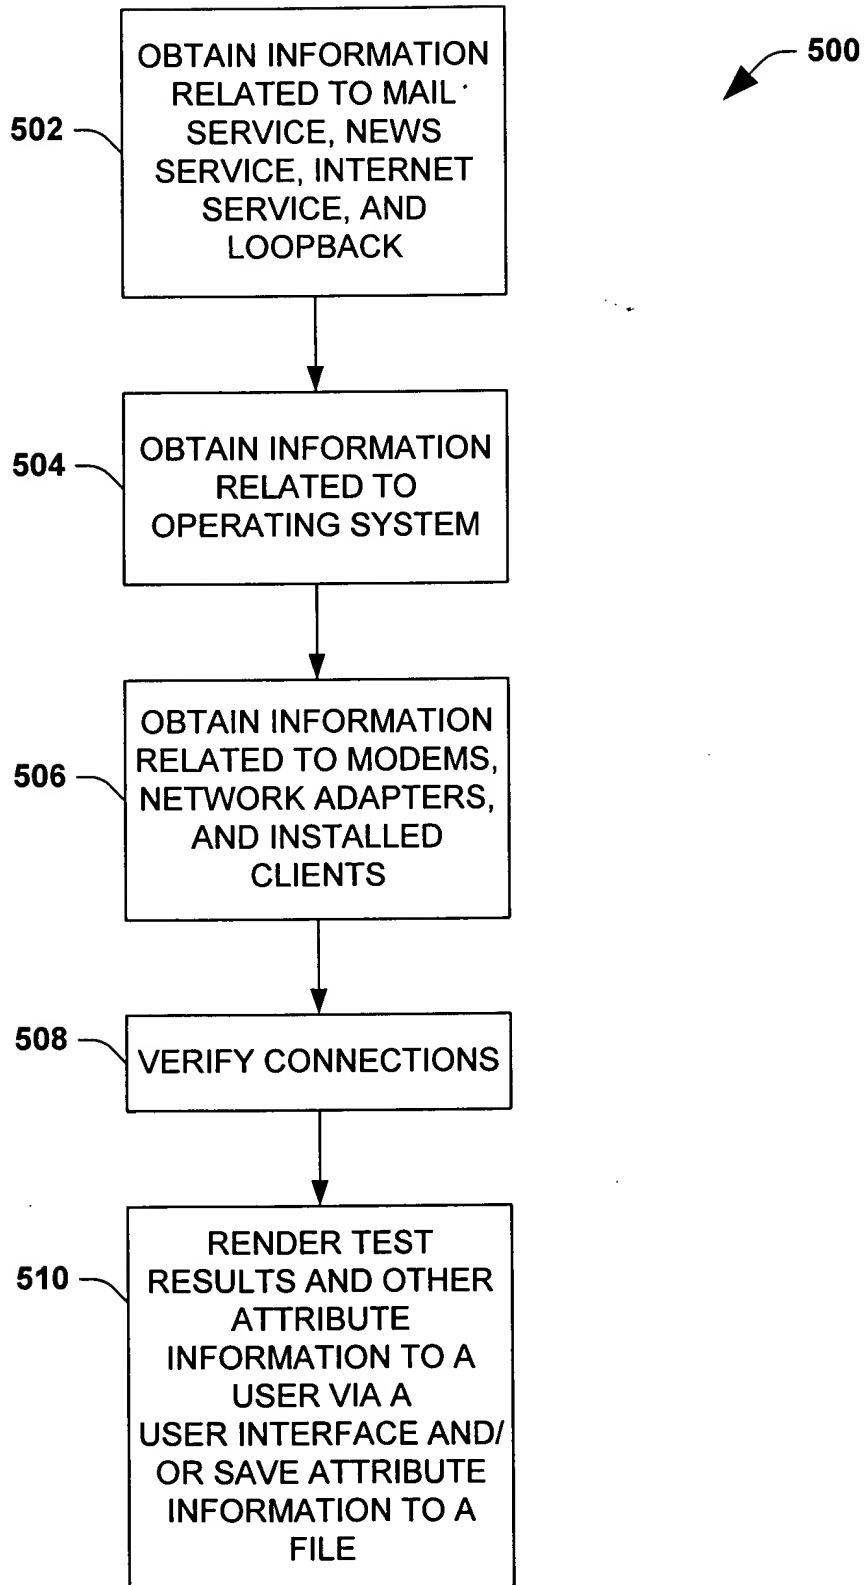 500
502
OBTAIN INFORMATION
RELATED TO MAIL
SERVICE, NEWS
SERVICE, INTERNET
SERVICE, AND
LOOPBACK
504
OBTAIN INFORMATION
RELATED TO
OPERATING SYSTEM
506
OBTAIN INFORMATION
RELATED TO MODEMS,
NETWORK ADAPTERS,
AND INSTALLED
CLIENTS
508
VERIFY CONNECTIONS
510
RENDER TEST
RESULTS AND OTHER
ATTRIBUTE
INFORMATION TO A
USER VIA A
USER INTERFACE AND/
OR SAVE ATTRIBUTE
INFORMATION TO A
FILE